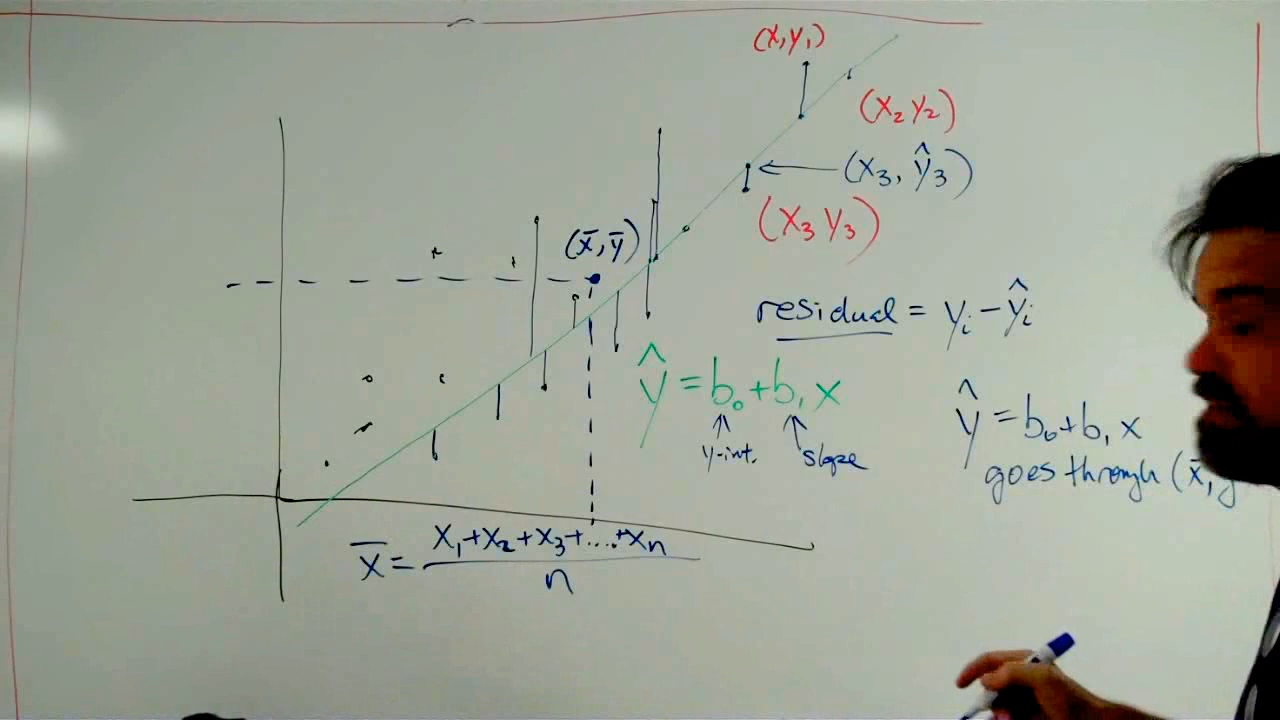 (x, y₁)
(x₂ y₂)
(x₃, ŷ₃)
(x₃ y₃)
(x̄, ȳ)
residual = yᵢ - ŷᵢ
ŷ = b₀ + b₁ x
y-int.
slope
ŷ = b₀ + b₁ x
goes through (x̄, y
x̄ = x₁ + x₂ + x₃ + .... + xₙ
n